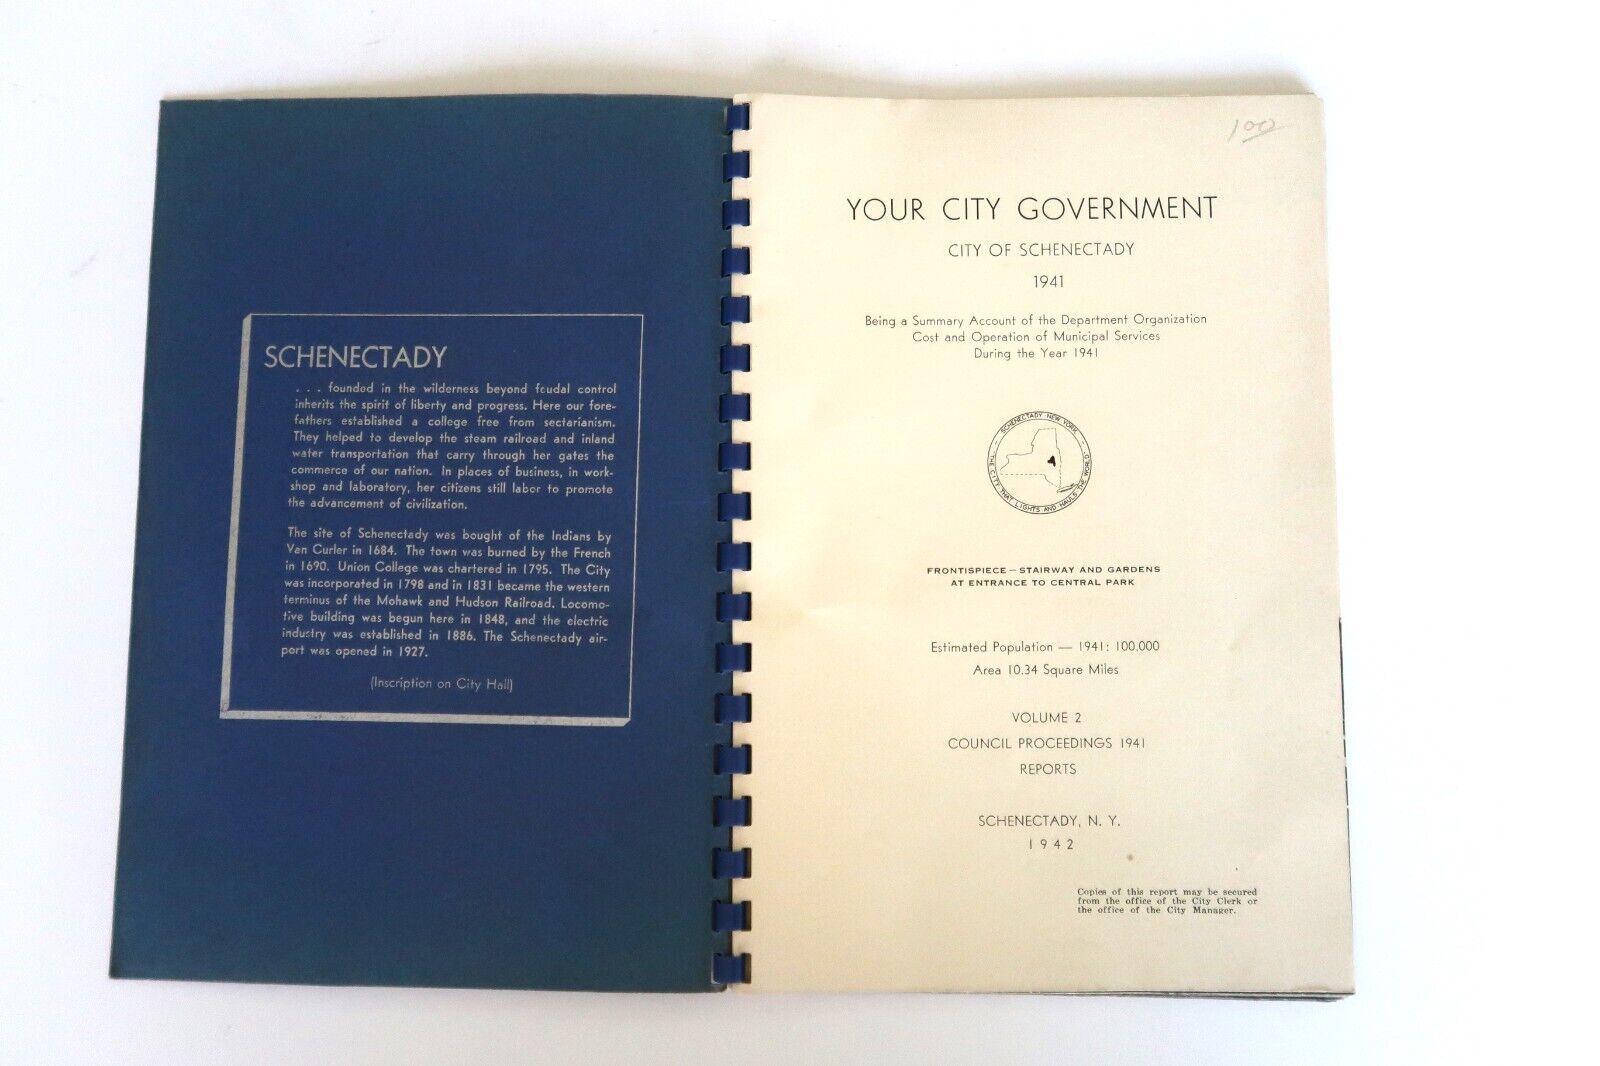 SCHENECTADY
. . . founded in the wilderness beyond feudal control
inherits the spirit of liberty and progress. Here our fore-
fathers established a college free from sectarianism.
They helped to develop the steam railroad and inland
water transportation that carry through her gates the
commerce of our nation. In places of business, in work-
shop and laboratory, her citizens still labor to promote
the advancement of civilization.
The site of Schenectady was bought of the Indians by
Van Curler in 1684. The town was burned by the French
in 1690. Union College was chartered in 1795. The City
was incorporated in 1798 and in 1831 became the western
terminus of the Mohawk and Hudson Railroad. Locomo-
tive building was begun here in 1848, and the electric
industry was established in 1886. The Schenectady air-
port was opened in 1927.
(Inscription on City Hall)
100
YOUR CITY GOVERNMENT
CITY OF SCHENECTADY
1941
Being a Summary Account of the Department Organization
Cost and Operation of Municipal Services
During the Year 1941
SCHENECTADY NEW YORK
THE CITY THAT LIGHTS AND HAULS THE WORLD
FRONTISPIECE — STAIRWAY AND GARDENS
AT ENTRANCE TO CENTRAL PARK
Estimated Population — 1941: 100,000
Area 10.34 Square Miles
VOLUME 2
COUNCIL PROCEEDINGS 1941
REPORTS
SCHENECTADY, N. Y.
1942
Copies of this report may be secured
from the office of the City Clerk or
the office of the City Manager.